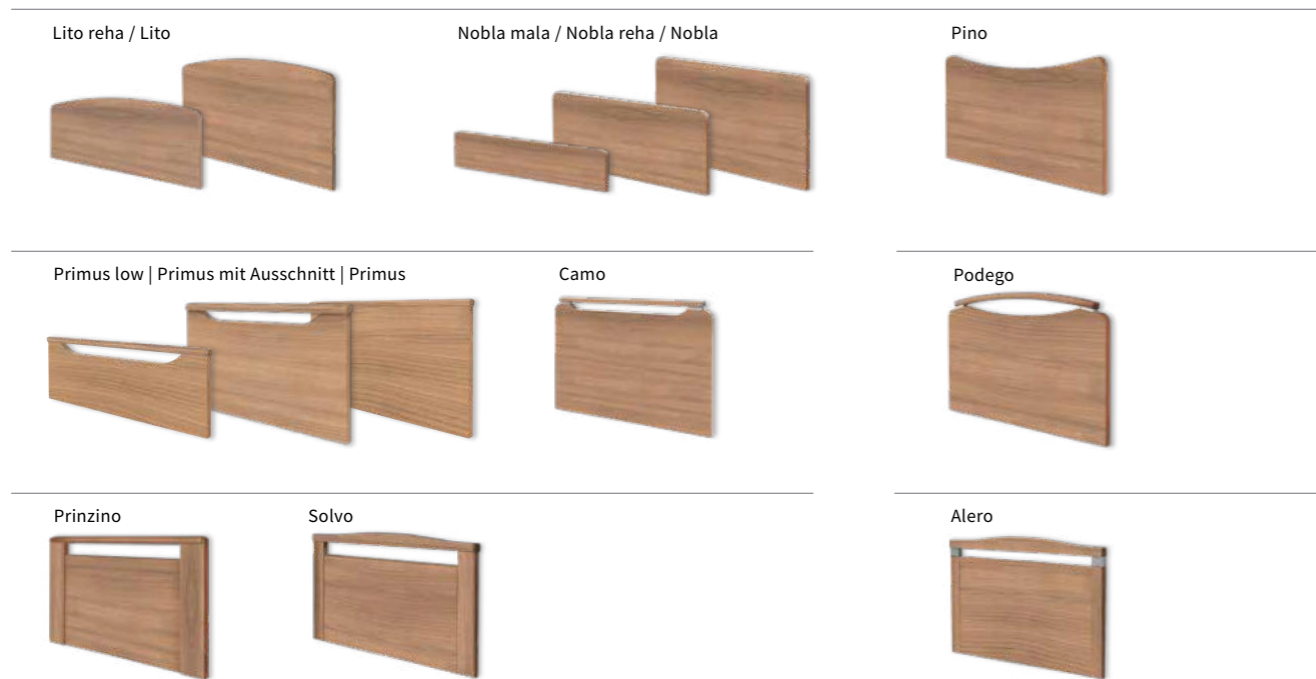 Lito reha / Lito
Nobla mala / Nobla reha / Nobla
Pino
Primus low | Primus mit Ausschnitt | Primus
Camo
Podego
Prinzino
Solvo
Alero